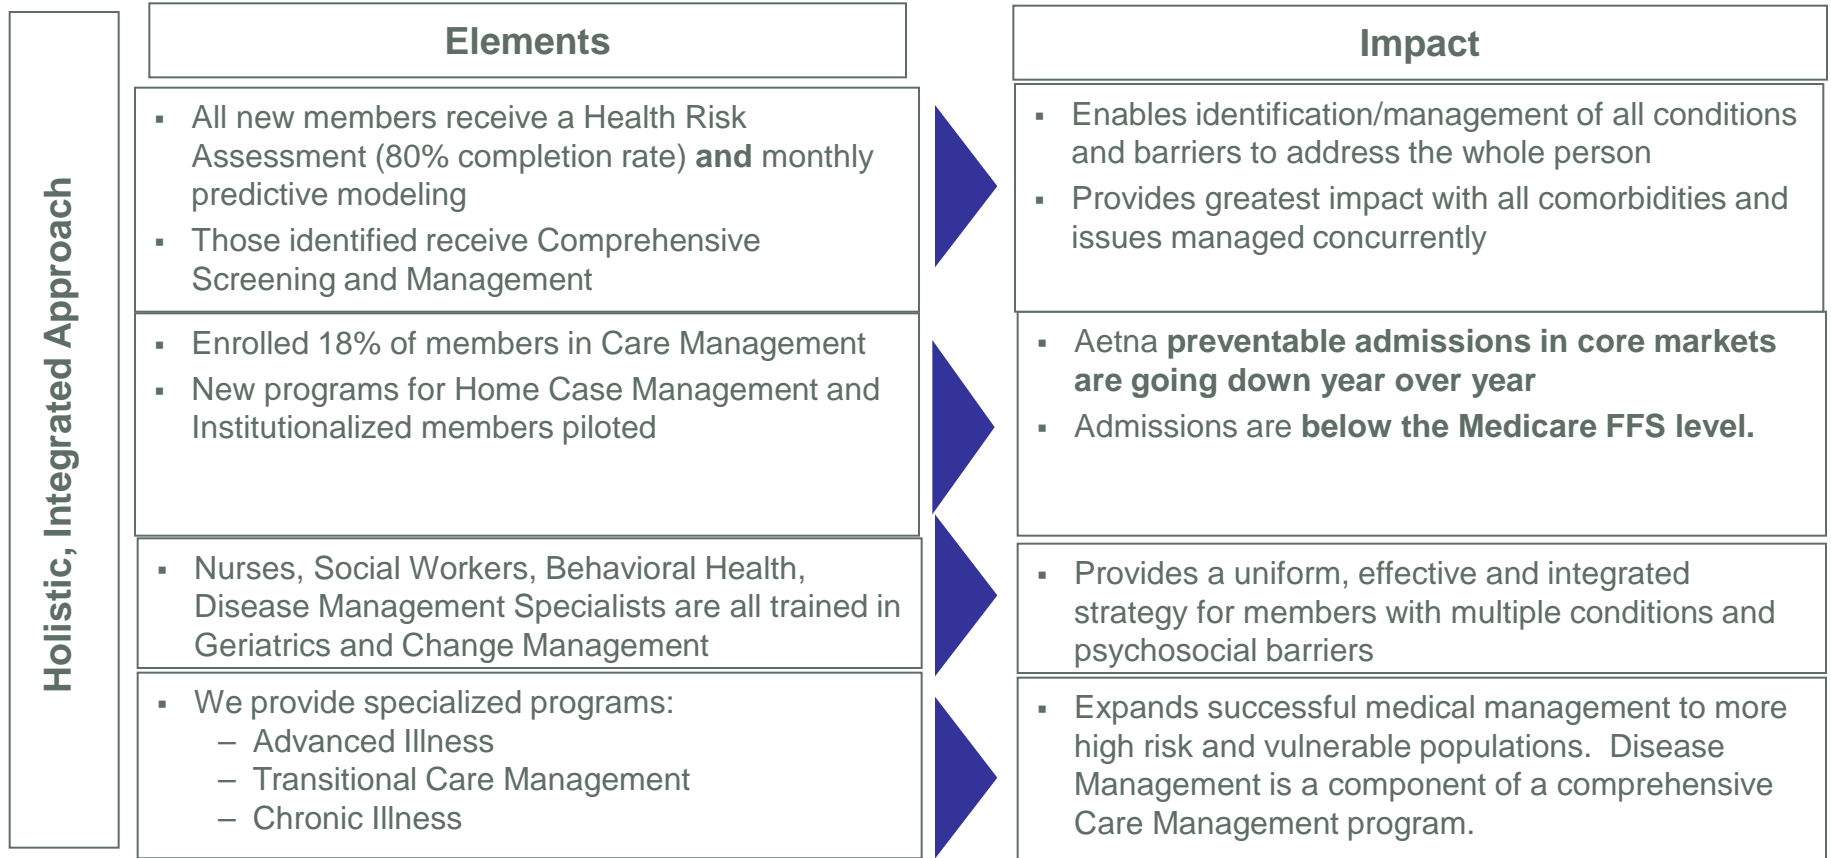 Holistic, Integrated Approach
Elements
Impact
▪ All new members receive a Health Risk
Assessment (80% completion rate) and monthly
predictive modeling
▪ Those identified receive Comprehensive
Screening and Management
▪ Enables identification/management of all conditions
and barriers to address the whole person
▪ Provides greatest impact with all comorbidities and
issues managed concurrently
▪ Enrolled 18% of members in Care Management
▪ New programs for Home Case Management and
Institutionalized members piloted
▪ Aetna preventable admissions in core markets
are going down year over year
▪ Admissions are below the Medicare FFS level.
▪ Nurses, Social Workers, Behavioral Health,
Disease Management Specialists are all trained in
Geriatrics and Change Management
▪ Provides a uniform, effective and integrated
strategy for members with multiple conditions and
psychosocial barriers
▪ We provide specialized programs:
– Advanced Illness
– Transitional Care Management
– Chronic Illness
▪ Expands successful medical management to more
high risk and vulnerable populations.  Disease
Management is a component of a comprehensive
Care Management program.